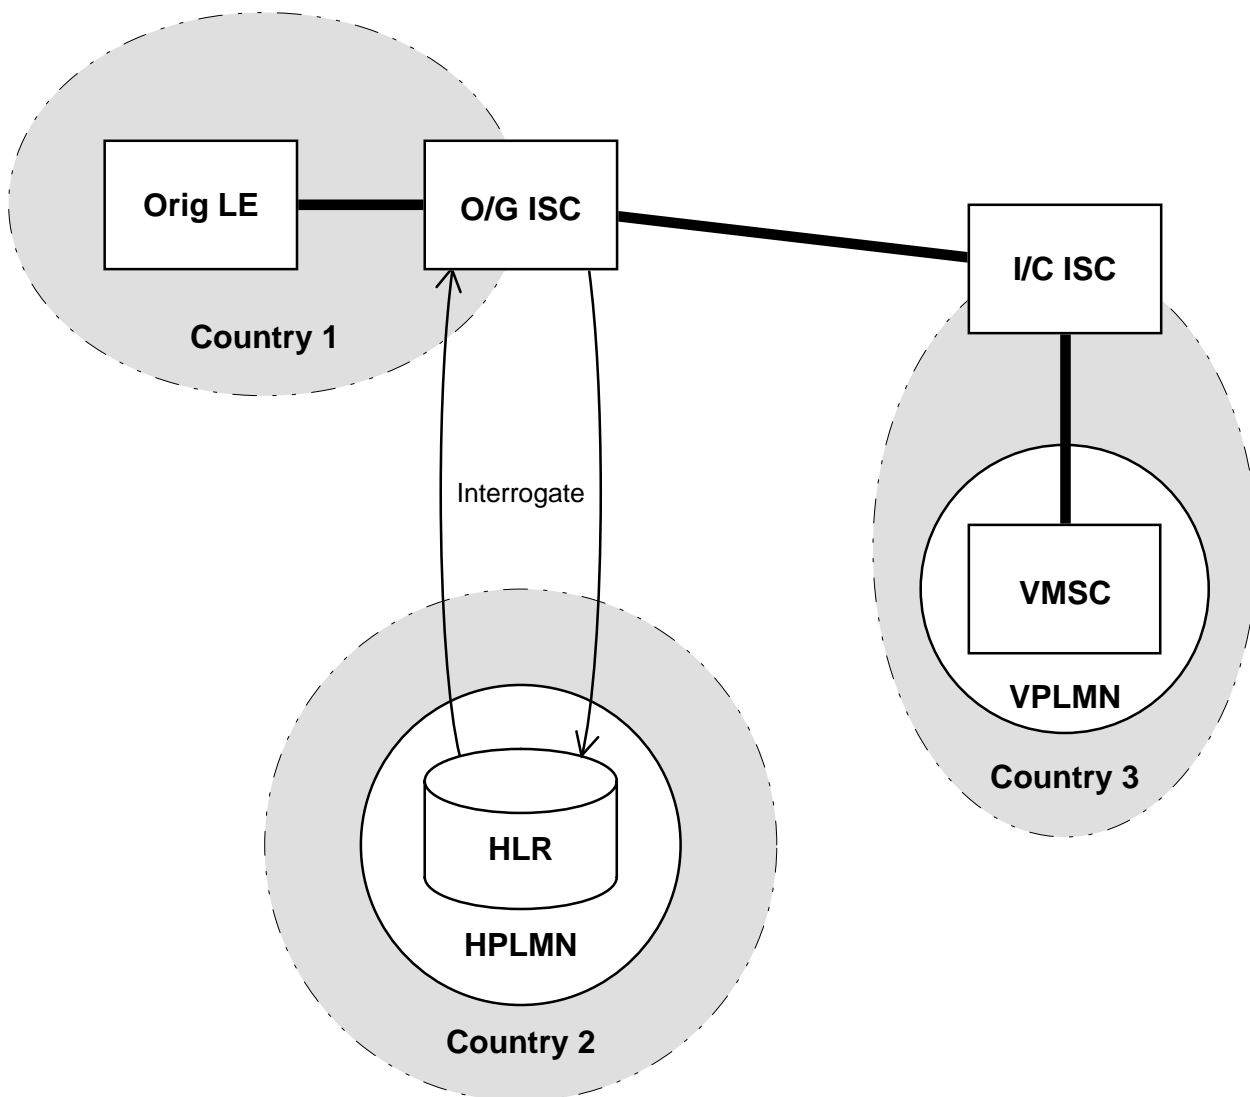 Orig LE
O/G ISC
I/C ISC
Country 1
Interrogate
VMSC
VPLMN
Country 3
HLR
HPLMN
Country 2